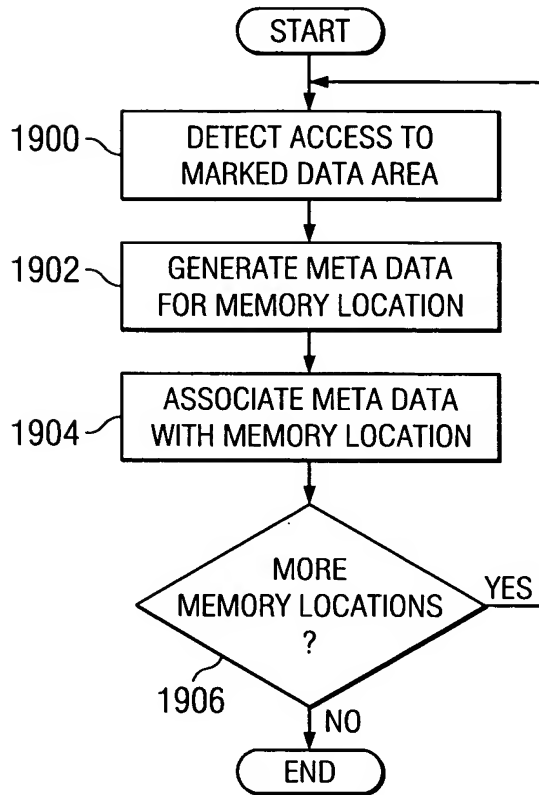 START
1900
DETECT ACCESS TO
MARKED DATA AREA
1902
GENERATE META DATA
FOR MEMORY LOCATION
1904
ASSOCIATE META DATA
WITH MEMORY LOCATION
MORE
MEMORY LOCATIONS
?
YES
1906
NO
END